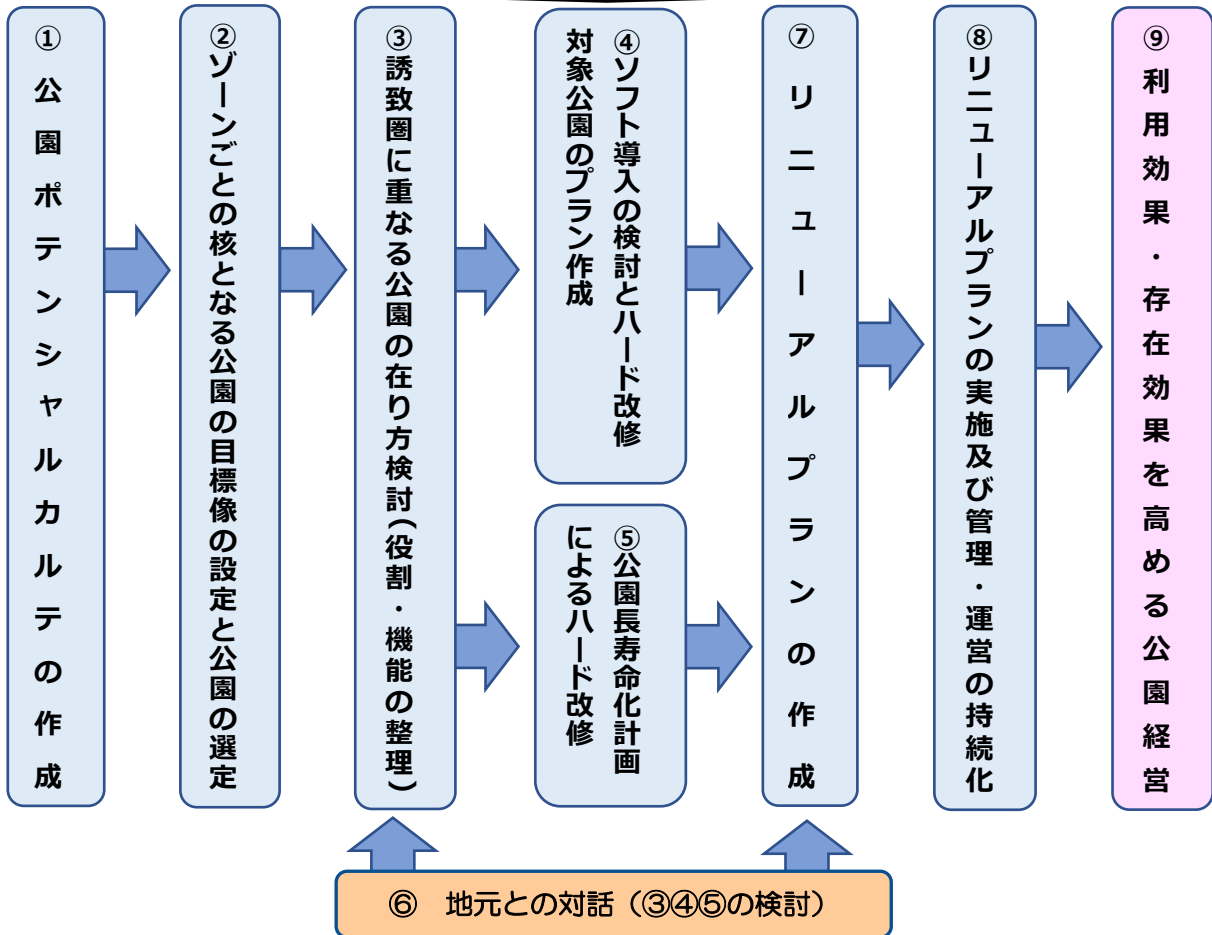 ①公園ポテンシャルカルテの作成
②ゾーンごとの核となる公園の目標像の設定と公園の選定
③誘致圏に重なる公園の在り方検討(役割・機能の整理)
④ソフト導入の検討とハード改修
対象公園のプラン作成
⑤公園長寿命化計画
によるハード改修
⑦リニューアルプランの作成
⑧リニューアルプランの実施及び管理・運営の持続化
⑨利用効果・存在効果を高める公園経営
⑥ 地元との対話（③④⑤の検討）